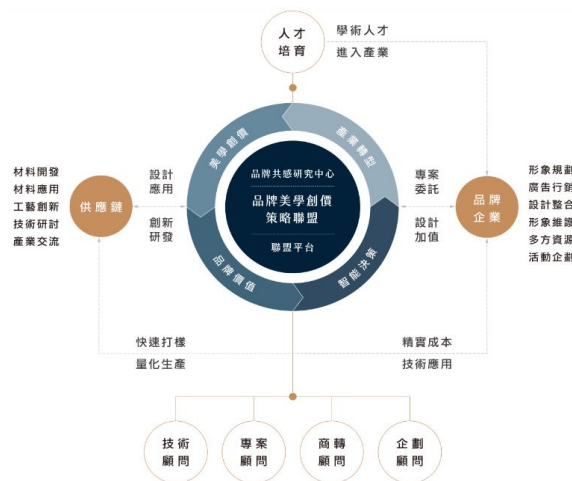 人才
培育
學術人才
進入產業
美學創價
產業轉型
品牌共感研究中心
品牌美學創價
策略聯盟
聯盟平台
品牌價值
智能決策
材料開發
材料應用
工藝創新
技術研討
產業交流
供應鏈
設計
應用
創新
研發
專案
委託
設計
加值
品牌
企業
形象規劃
廣告行銷
設計整合
形象維護
多方資源
活動企劃
快速打樣
量化生產
精實成本
技術應用
技術
顧問
專案
顧問
商轉
顧問
企劃
顧問